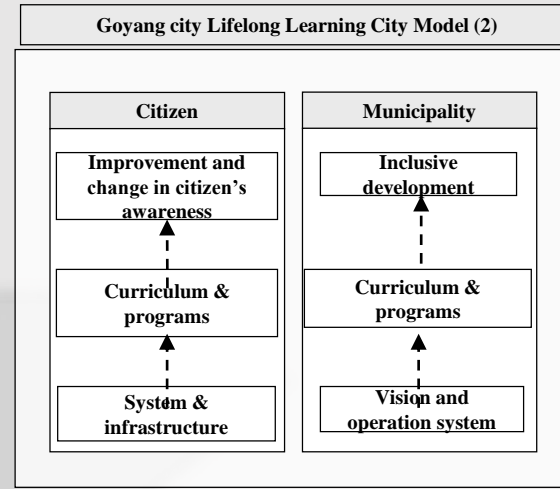 Goyang city Lifelong Learning City Model (2)
Citizen
Improvement and
change in citizen's
awareness
Curriculum &
programs
System &
infrastructure
Municipality
Inclusive
development
Curriculum &
programs
Vision and
operation system